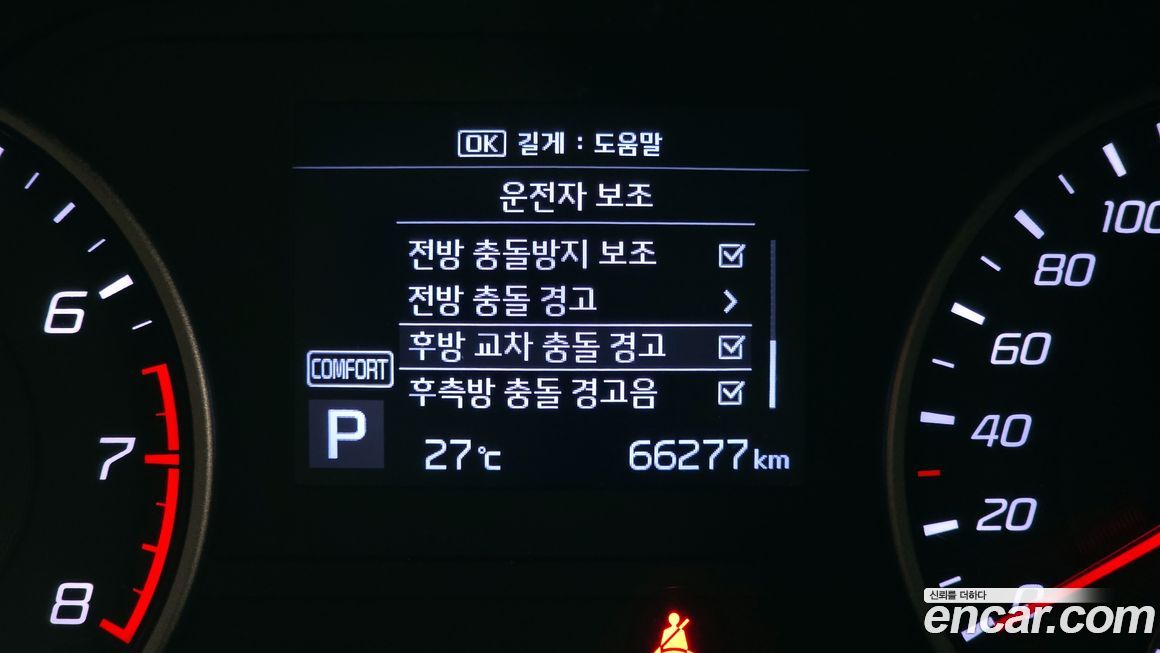 OK 길게 : 도움말
운전자 보조
전방 충돌방지 보조
전방 충돌 경고
후방 교차 충돌 경고
후측방 충돌 경고음
COMFORT
P
27℃ 66277km
6
7
8
100
80
60
40
20
0
신뢰를 더하다
encar.com